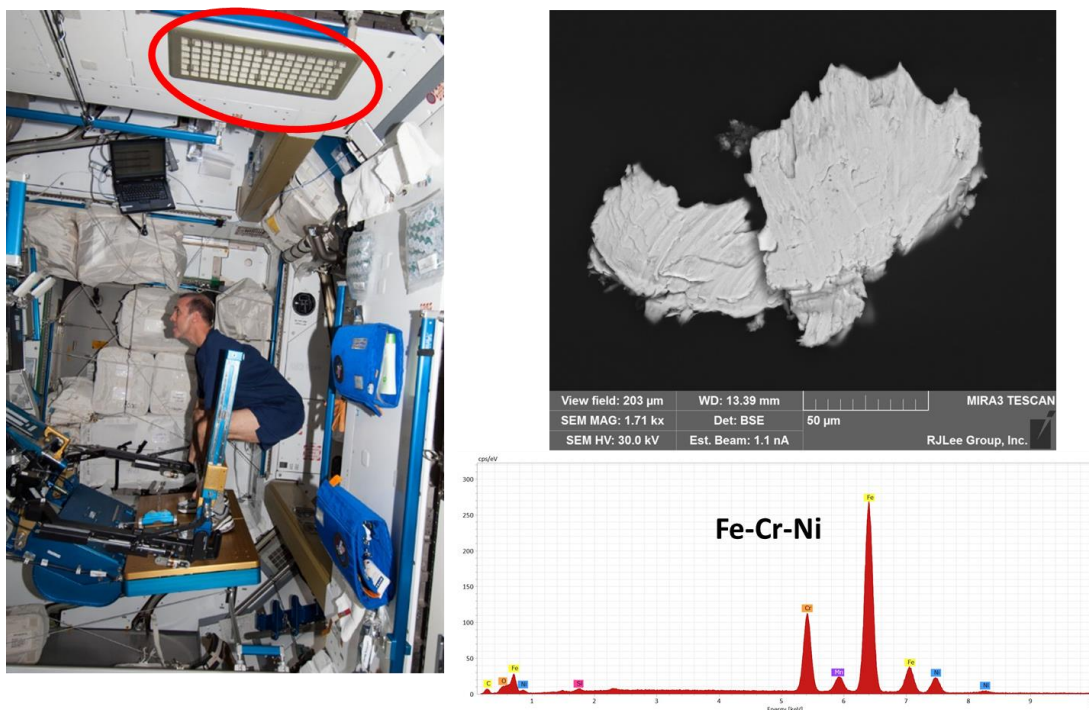 View field: 203 µm WD: 13.39 mm MIRA3 TESCAN
SEM MAG: 1.71 kx Det: BSE 50 µm
SEM HV: 30.0 kV Est. Beam: 1.1 nA RJLee Group, Inc.
cps/eV
Fe-Cr-Ni
300
250
200
150
100
50
0
Fe
Cr
Mn
Fe
Ni
Ni
C
O
Fe
Ni
Si
1 2 3 4 5 6 7 8 9
Energy [keV]